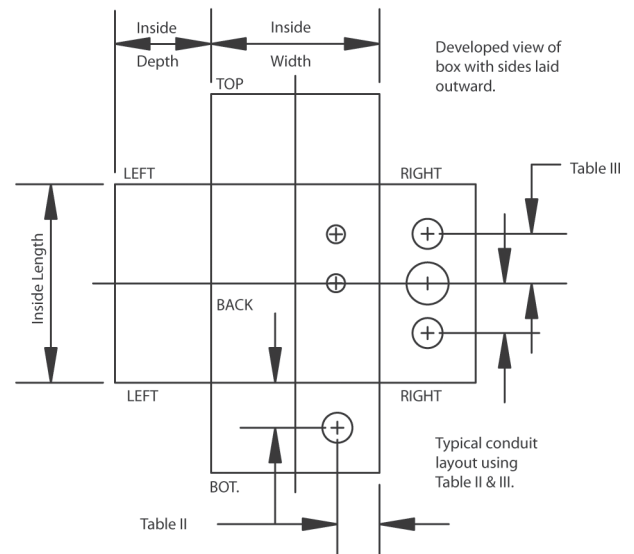 Inside
Inside
Depth
Width
Developed view of
box with sides laid
outward.
TOP
LEFT
RIGHT
Table III
Inside Length
BACK
LEFT
RIGHT
Typical conduit
layout using
Table II & III.
BOT.
Table II